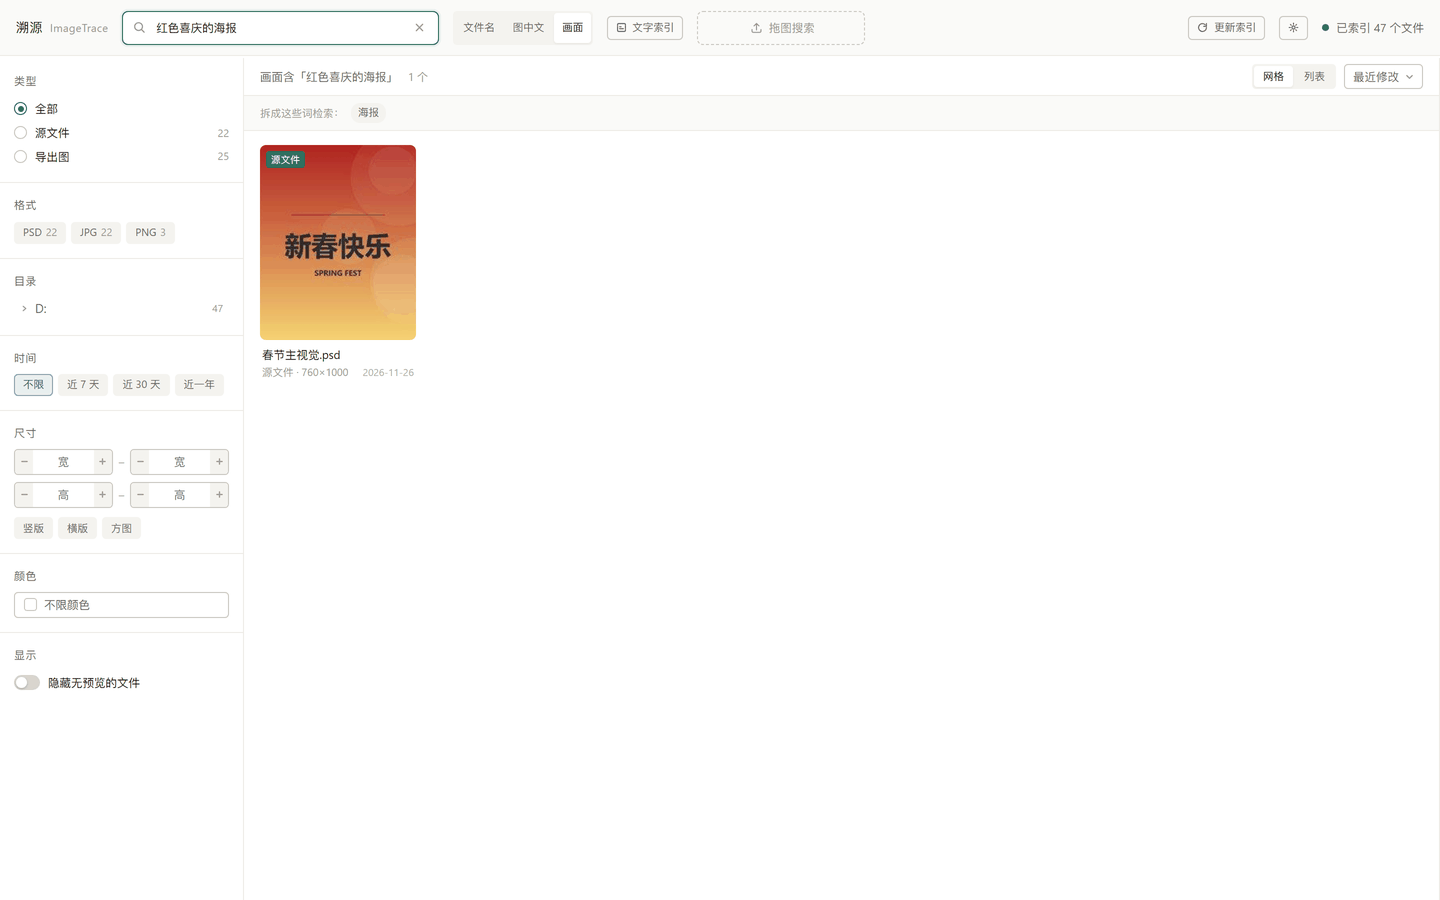 溯源 ImageTrace
红色喜庆的海报
文件名 图中文 画面
文字索引
拖图搜索
更新索引
已索引 47 个文件
类型
全部
源文件 22
导出图 25
格式
PSD 22 JPG 22 PNG 3
目录
D: 47
时间
不限 近 7 天 近 30 天 近一年
尺寸
− 宽 + – − 宽 +
− 高 + – − 高 +
竖版 横版 方图
颜色
不限颜色
显示
隐藏无预览的文件
画面含「红色喜庆的海报」 1 个
网格 列表 最近修改
拆成这些词检索： 海报
源文件
新春快乐
SPRING FEST
春节主视觉.psd
源文件 · 760×1000 2026-11-26